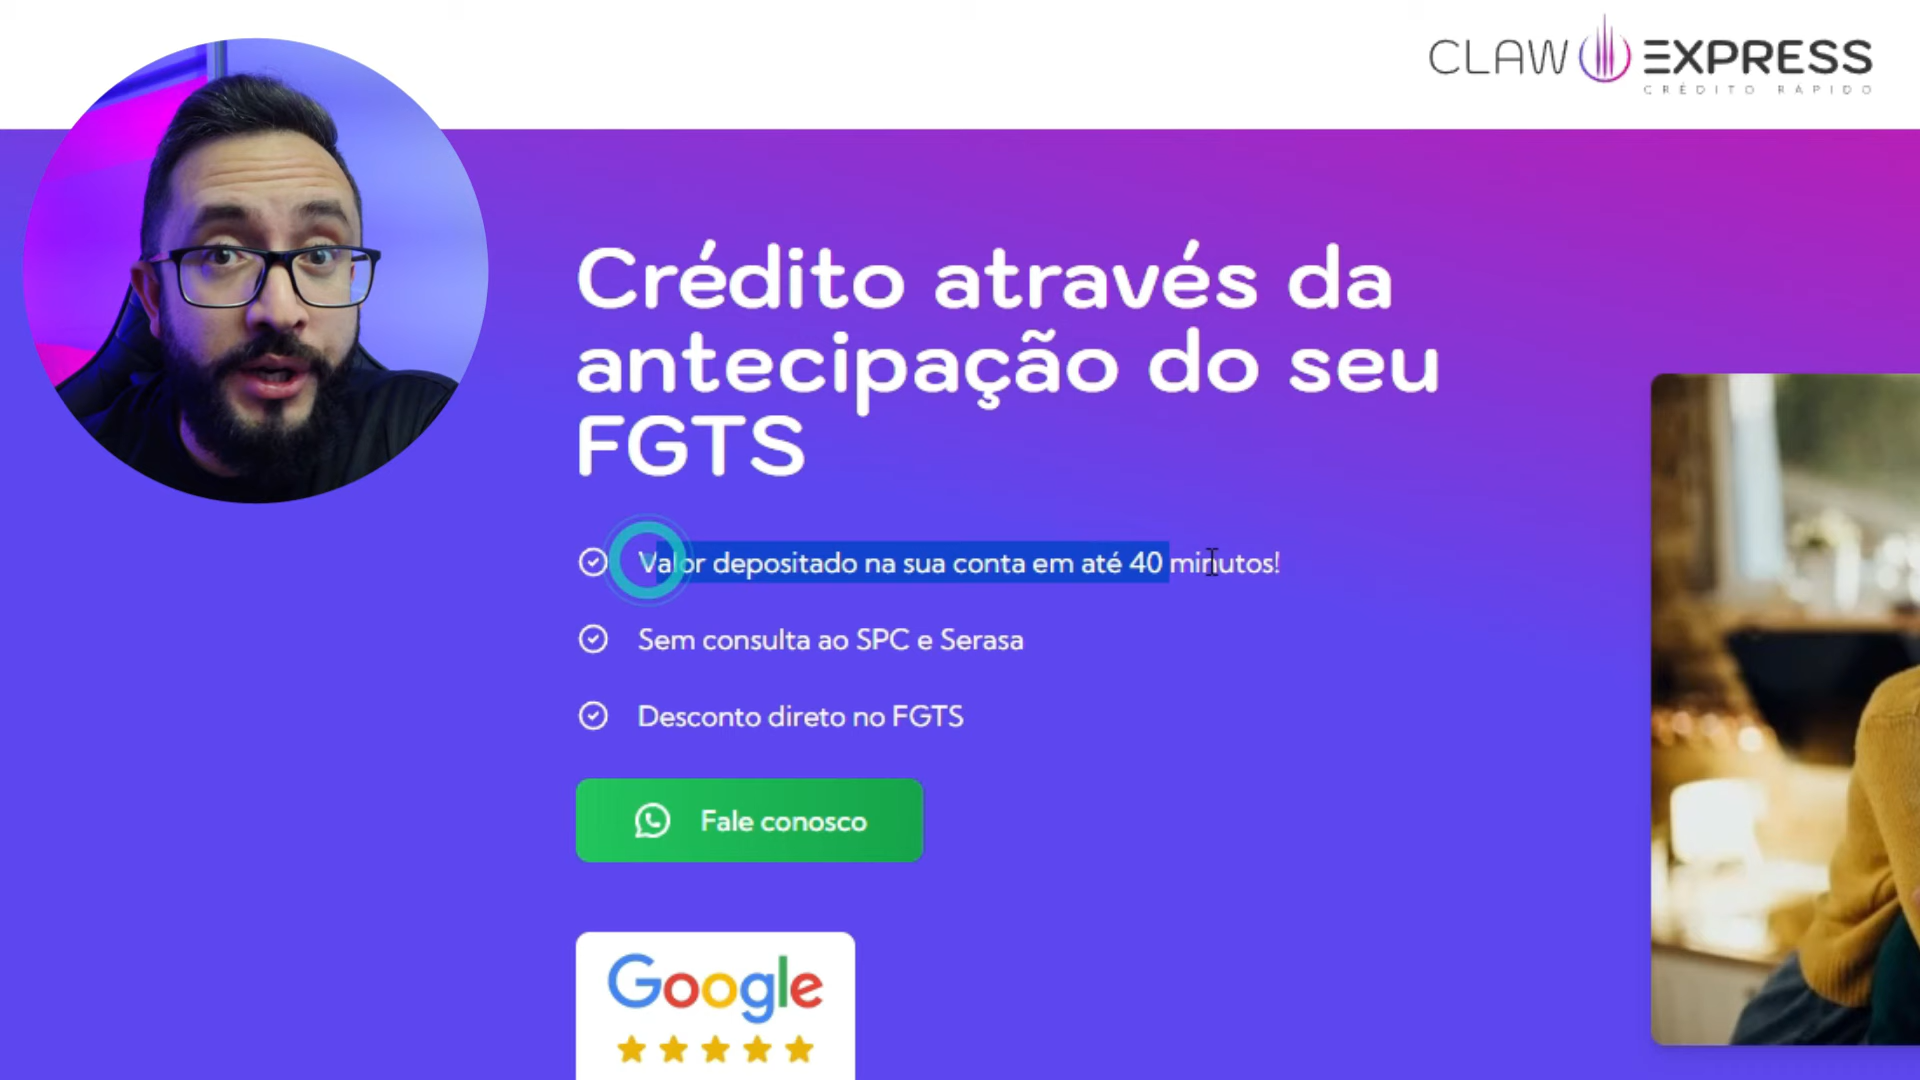 CLAW EXPRESS
CRÉDITO RÁPIDO
Crédito através da
antecipação do seu
FGTS
Valor depositado na sua conta em até 40 minutos!
Sem consulta ao SPC e Serasa
Desconto direto no FGTS
Fale conosco
Google